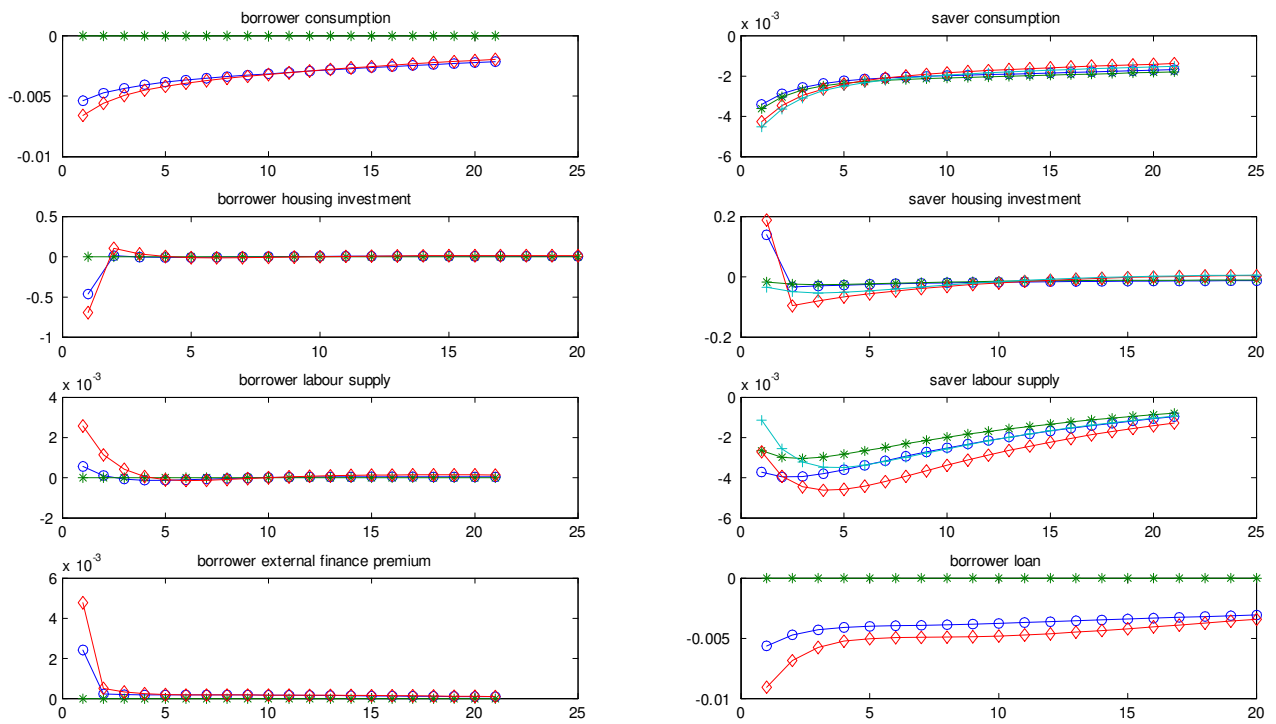 borrower consumption
0
-0.005
-0.01
0 5 10 15 20 25
saver consumption
x 10-3
0
-2
-4
-6
0 5 10 15 20 25
borrower housing investment
0.5
0
-0.5
-1
0 5 10 15 20
saver housing investment
0.2
0
-0.2
0 5 10 15 20
borrower labour supply
x 10-3
4
2
0
-2
0 5 10 15 20 25
saver labour supply
x 10-3
0
-2
-4
-6
0 5 10 15 20 25
borrower external finance premium
x 10-3
6
4
2
0
0 5 10 15 20 25
borrower loan
0
-0.005
-0.01
0 5 10 15 20